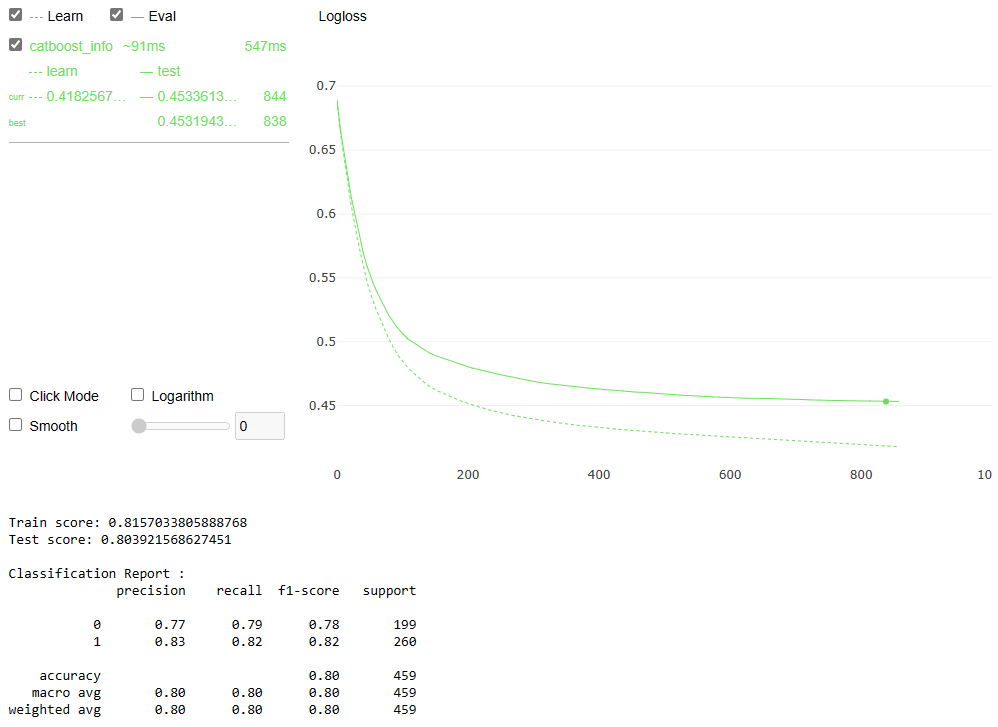 --- Learn — Eval
catboost_info ~91ms 547ms
--- learn — test
curr --- 0.4182567... — 0.4533613... 844
best 0.4531943... 838
Click Mode Logarithm
Smooth 0
Logloss
0.7
0.65
0.6
0.55
0.5
0.45
0 200 400 600 800 10
Train score: 0.8157033805888768
Test score: 0.803921568627451
Classification Report :
precision recall f1-score support
0 0.77 0.79 0.78 199
1 0.83 0.82 0.82 260
accuracy 0.80 459
macro avg 0.80 0.80 0.80 459
weighted avg 0.80 0.80 0.80 459